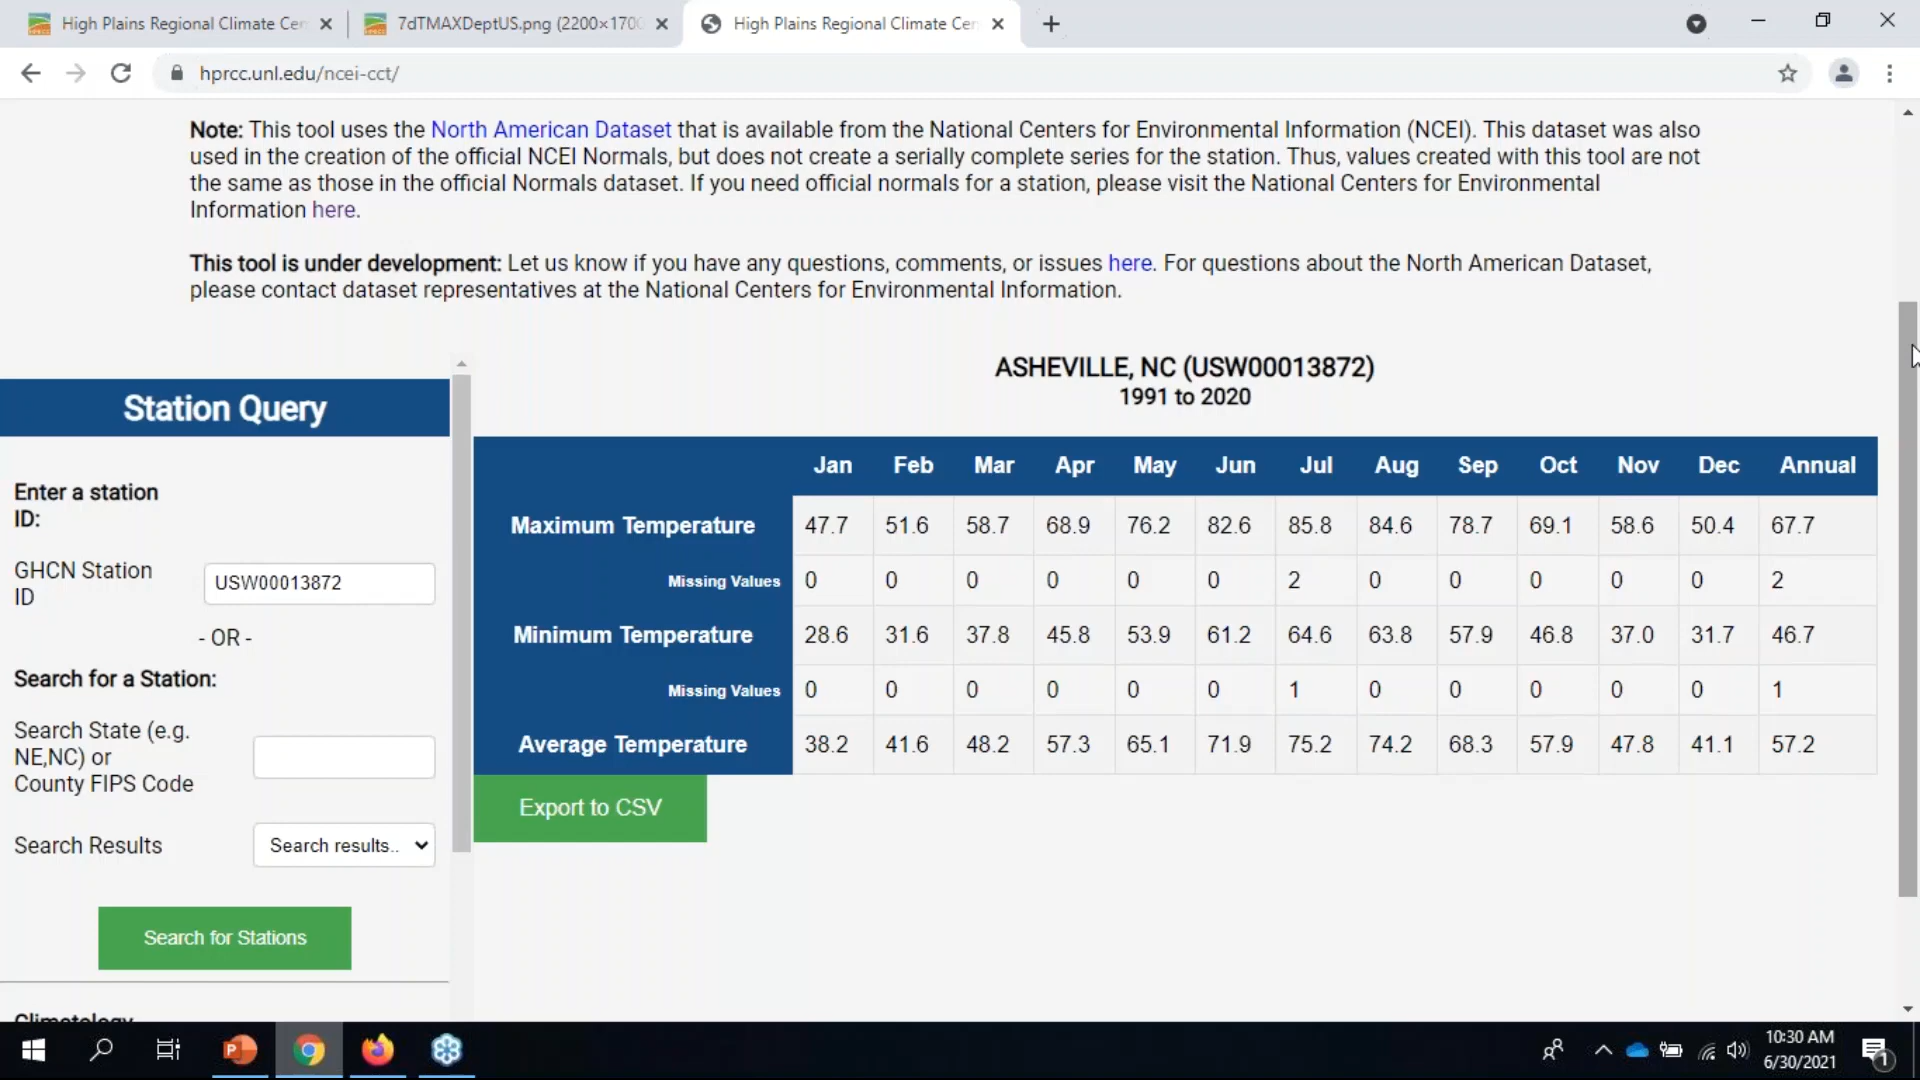 High Plains Regional Climate Cen
7dTMAXDeptUS.png (2200×1700
High Plains Regional Climate Cen
hprcc.unl.edu/ncei-cct/
Note: This tool uses the North American Dataset that is available from the National Centers for Environmental Information (NCEI). This dataset was also
used in the creation of the official NCEI Normals, but does not create a serially complete series for the station. Thus, values created with this tool are not
the same as those in the official Normals dataset. If you need official normals for a station, please visit the National Centers for Environmental
Information here.
This tool is under development: Let us know if you have any questions, comments, or issues here. For questions about the North American Dataset,
please contact dataset representatives at the National Centers for Environmental Information.
Station Query
Enter a station
ID:
GHCN Station
ID
USW00013872
- OR -
Search for a Station:
Search State (e.g.
NE,NC) or
County FIPS Code
Search Results
Search results..
Search for Stations
Climatology
ASHEVILLE, NC (USW00013872)
1991 to 2020
Jan Feb Mar Apr May Jun Jul Aug Sep Oct Nov Dec Annual
Maximum Temperature 47.7 51.6 58.7 68.9 76.2 82.6 85.8 84.6 78.7 69.1 58.6 50.4 67.7
Missing Values 0 0 0 0 0 0 2 0 0 0 0 0 2
Minimum Temperature 28.6 31.6 37.8 45.8 53.9 61.2 64.6 63.8 57.9 46.8 37.0 31.7 46.7
Missing Values 0 0 0 0 0 0 1 0 0 0 0 0 1
Average Temperature 38.2 41.6 48.2 57.3 65.1 71.9 75.2 74.2 68.3 57.9 47.8 41.1 57.2
Export to CSV
10:30 AM
6/30/2021
1